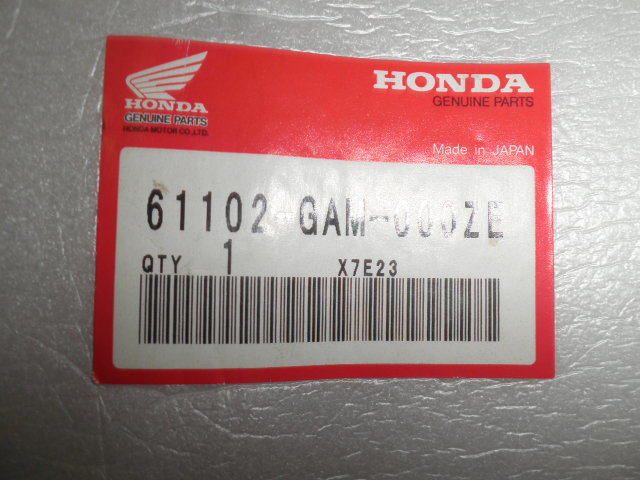 HONDA
GENUINE PARTS
HONDA MOTOR CO.,LTD.
HONDA
GENUINE PARTS
Made in JAPAN
61102-GAM-000ZE
QTY 1 X7E23